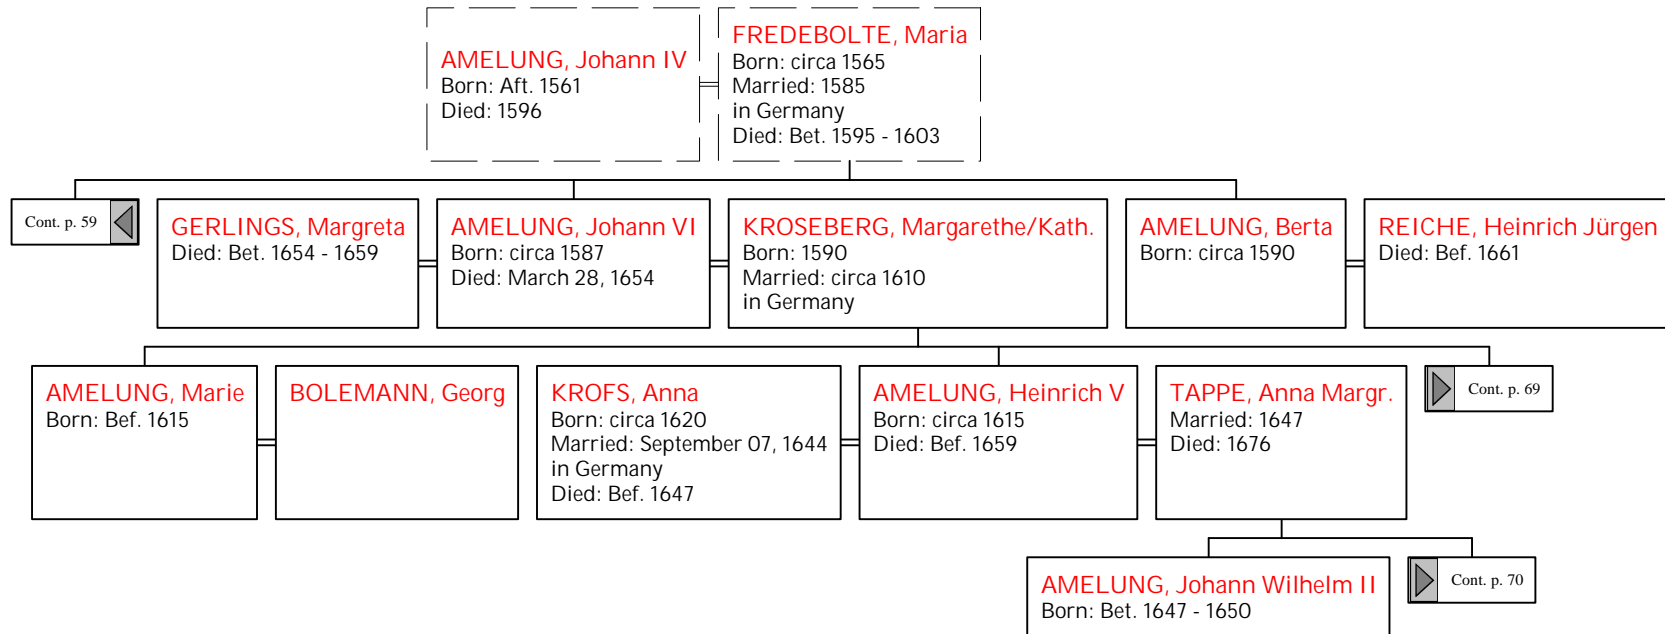 AMELUNG, Johann IV
Born: Aft. 1561
Died: 1596
FREDEBOLTE, Maria
Born: circa 1565
Married: 1585
in Germany
Died: Bet. 1595 - 1603
Cont. p. 59
GERLINGS, Margreta
Died: Bet. 1654 - 1659
AMELUNG, Johann VI
Born: circa 1587
Died: March 28, 1654
KROSEBERG, Margarethe/Kath.
Born: 1590
Married: circa 1610
in Germany
AMELUNG, Berta
Born: circa 1590
REICHE, Heinrich Jürgen
Died: Bef. 1661
AMELUNG, Marie
Born: Bef. 1615
BOLEMANN, Georg
KROFS, Anna
Born: circa 1620
Married: September 07, 1644
in Germany
Died: Bef. 1647
AMELUNG, Heinrich V
Born: circa 1615
Died: Bef. 1659
TAPPE, Anna Margr.
Married: 1647
Died: 1676
Cont. p. 69
AMELUNG, Johann Wilhelm II
Born: Bet. 1647 - 1650
Cont. p. 70